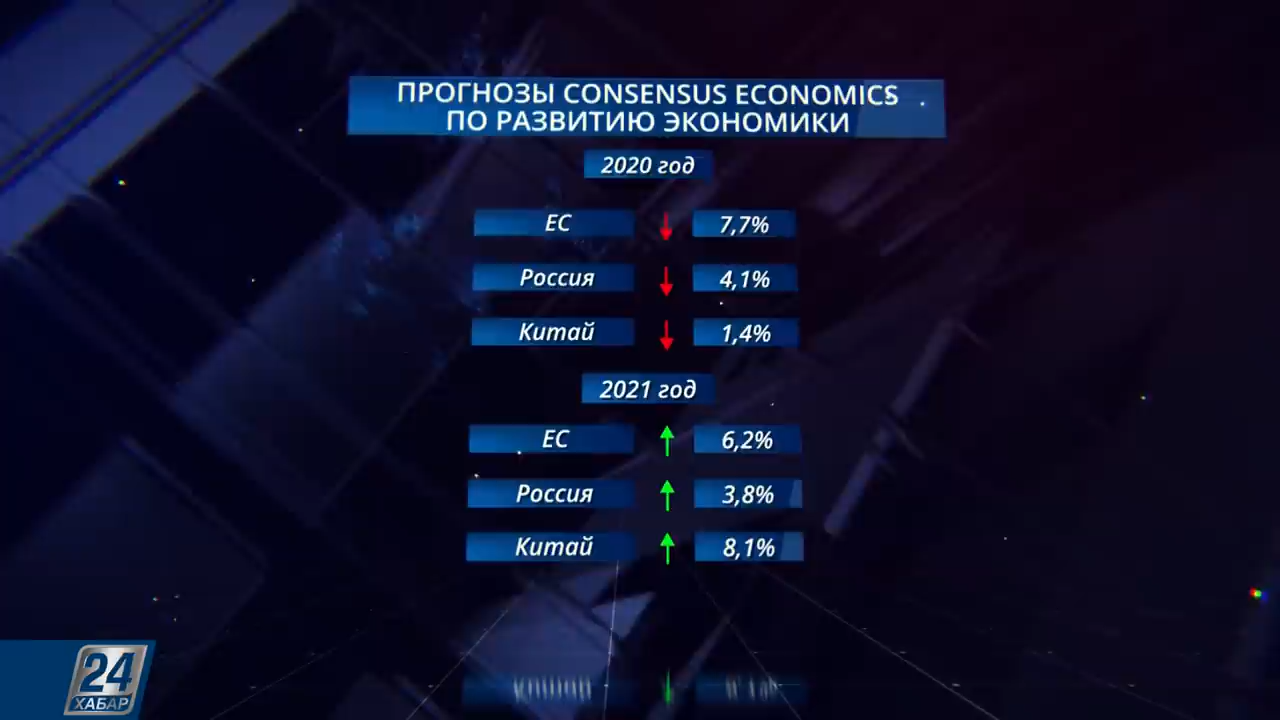 ПРОГНОЗЫ CONSENSUS ECONOMICS
ПО РАЗВИТИЮ ЭКОНОМИКИ
2020 год
ЕС 7,7%
Россия 4,1%
Китай 1,4%
2021 год
ЕС 6,2%
Россия 3,8%
Китай 8,1%
24
ХАБАР